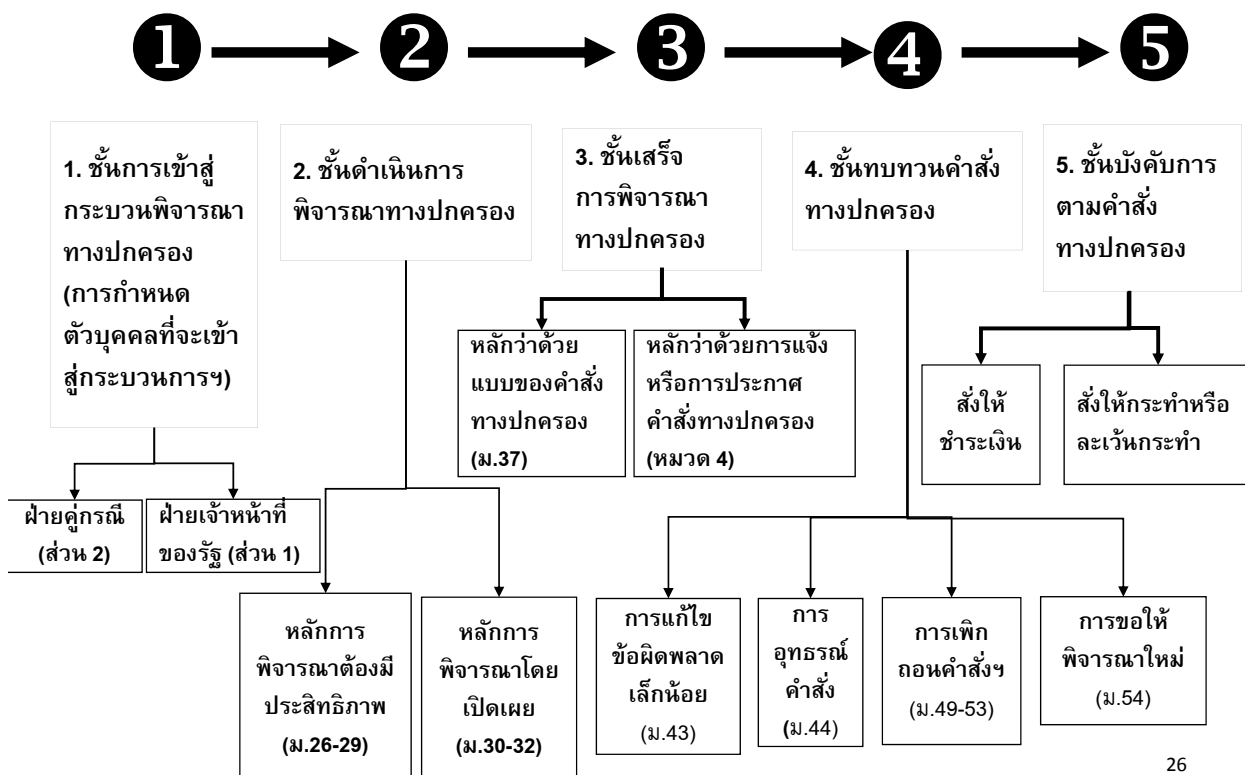 1 2 3 4 5
1. ชั้นการเข้าสู่
กระบวนพิจารณา
ทางปกครอง
(การกำหนด
ตัวบุคคลที่จะเข้า
สู่กระบวนการฯ)
2. ชั้นดำเนินการ
พิจารณาทางปกครอง
3. ชั้นเสร็จ
การพิจารณา
ทางปกครอง
4. ชั้นทบทวนคำสั่ง
ทางปกครอง
5. ชั้นบังคับการ
ตามคำสั่ง
ทางปกครอง
ฝ่ายคู่กรณี
(ส่วน 2)
ฝ่ายเจ้าหน้าที่
ของรัฐ (ส่วน 1)
หลักการ
พิจารณาต้องมี
ประสิทธิภาพ
(ม.26-29)
หลักการ
พิจารณาโดย
เปิดเผย
(ม.30-32)
หลักว่าด้วย
แบบของคำสั่ง
ทางปกครอง
(ม.37)
หลักว่าด้วยการแจ้ง
หรือการประกาศ
คำสั่งทางปกครอง
(หมวด 4)
การแก้ไข
ข้อผิดพลาด
เล็กน้อย
(ม.43)
การ
อุทธรณ์
คำสั่ง
(ม.44)
การเพิก
ถอนคำสั่งฯ
(ม.49-53)
การขอให้
พิจารณาใหม่
(ม.54)
สั่งให้
ชำระเงิน
สั่งให้กระทำหรือ
ละเว้นกระทำ
26